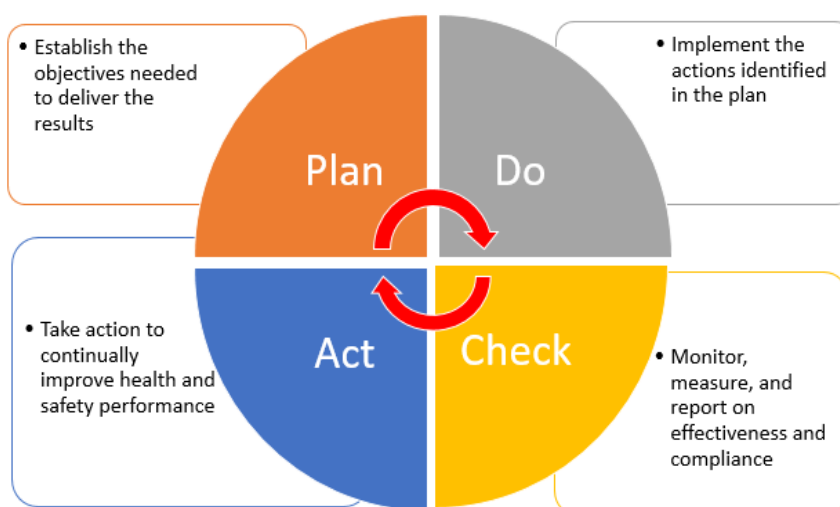 • Establish the
objectives needed
to deliver the
results
• Implement the
actions identified
in the plan
Plan
Do
Act
Check
• Take action to
continually
improve health and
safety performance
• Monitor,
measure, and
report on
effectiveness and
compliance